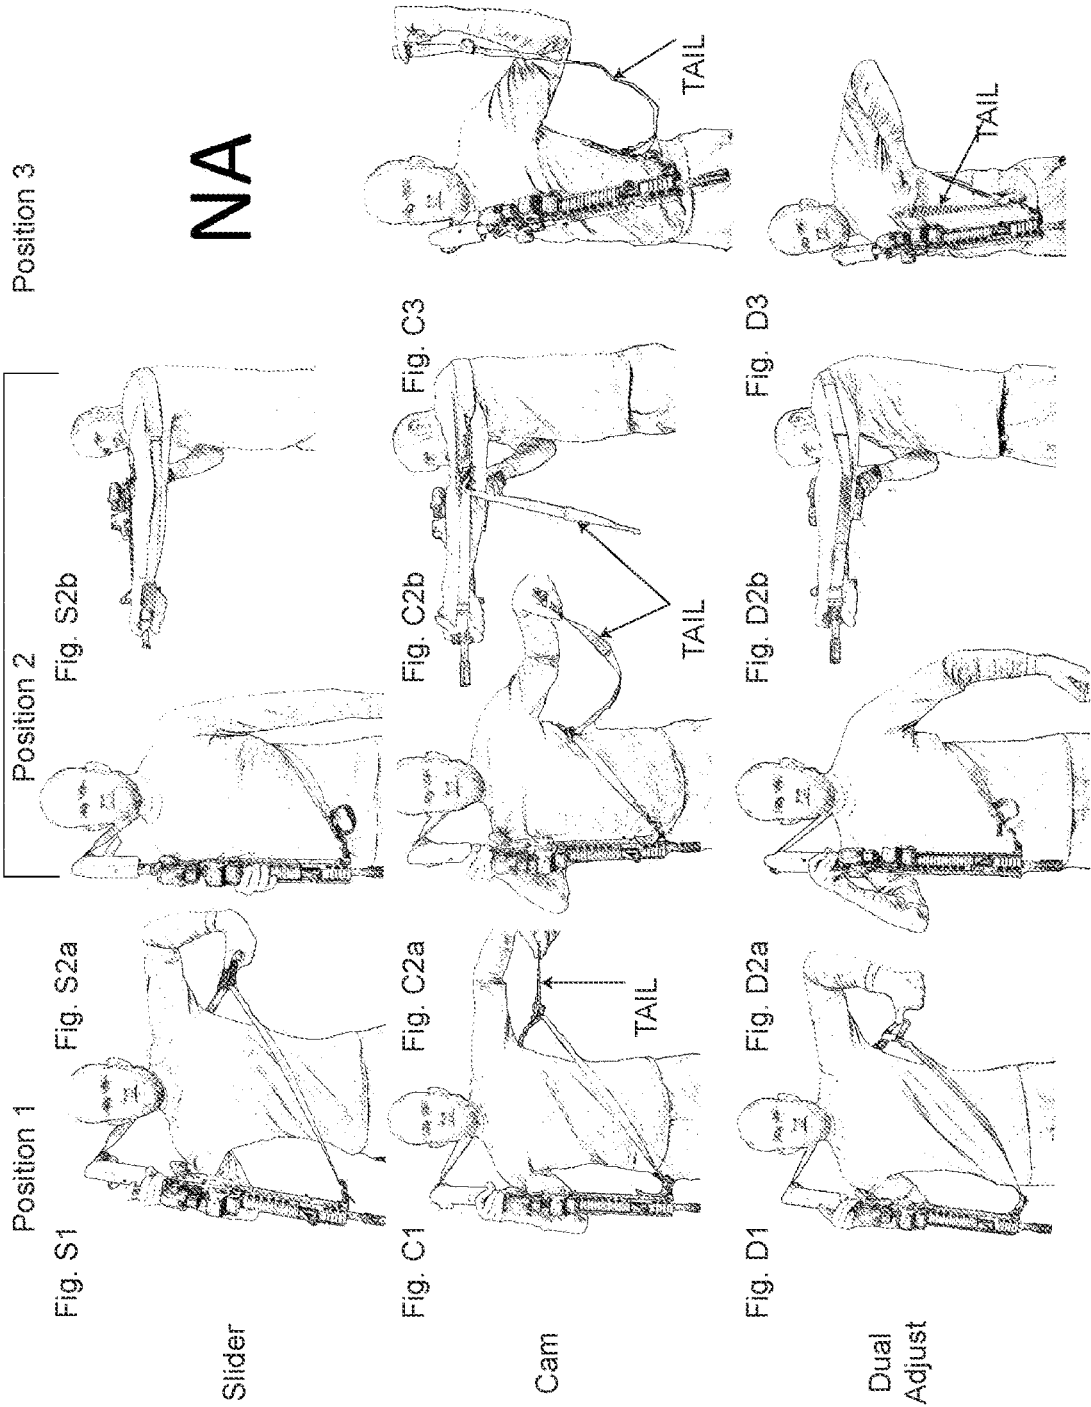 Position 1
Position 2
Position 3
Slider
Fig. S1
Fig. S2a
Fig. S2b
NA
Cam
Fig. C1
TAIL
Fig. C2a
TAIL
Fig. C2b
Fig. C3
TAIL
Dual
Adjust
Fig. D1
Fig. D2a
Fig. D2b
Fig. D3
TAIL